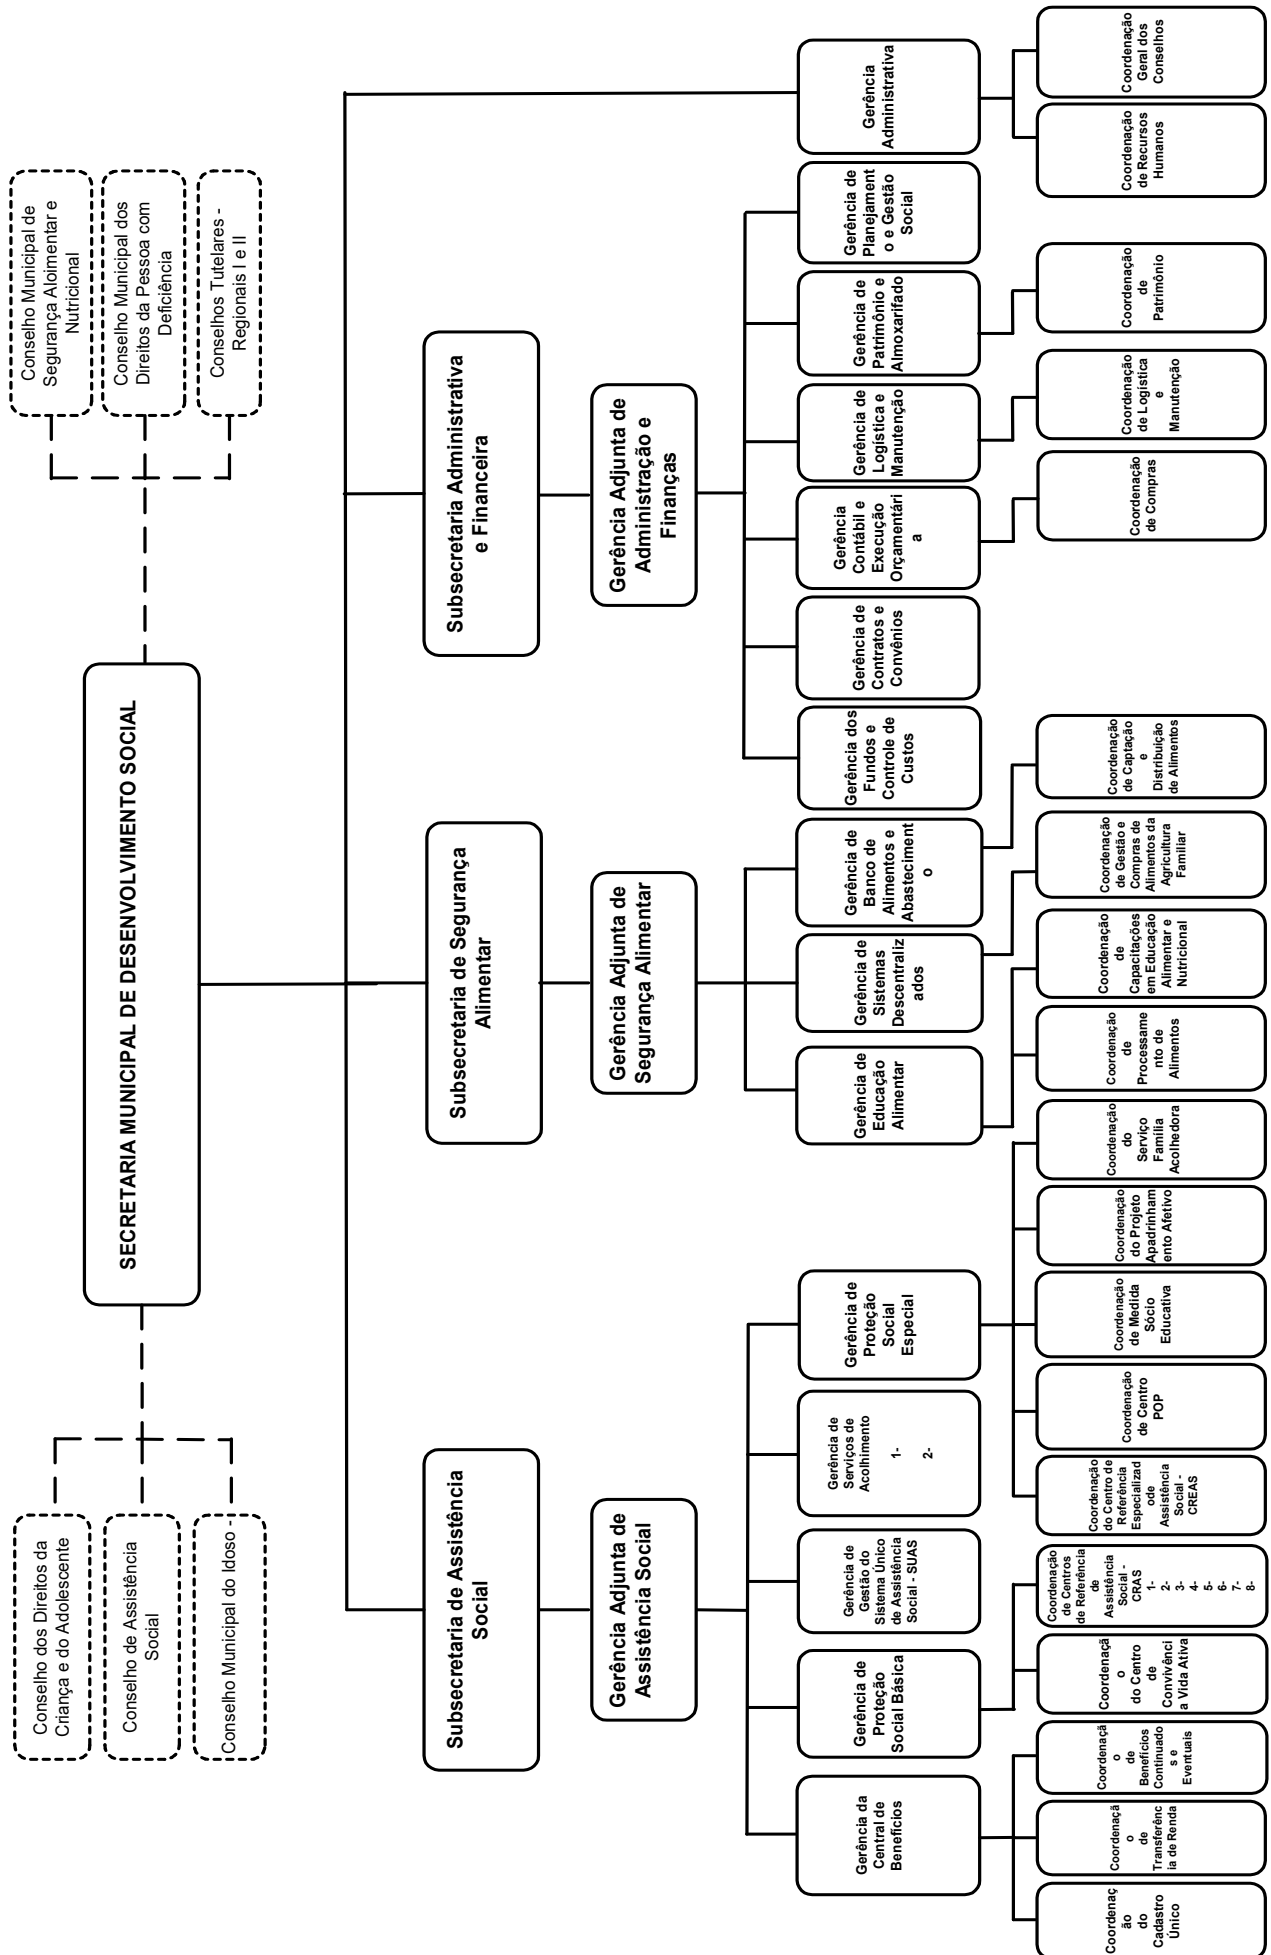 Conselho dos Direitos da
Criança e do Adolescente
Conselho de Assistência
Social
Conselho Municipal do Idoso -
SECRETARIA MUNICIPAL DE DESENVOLVIMENTO SOCIAL
Conselho Municipal de
Segurança Aloimentar e
Nutricional
Conselho Municipal dos
Direitos da Pessoa com
Deficiência
Conselhos Tutelares -
Regionais I e II
Subsecretaria de Assistência
Social
Subsecretaria de Segurança
Alimentar
Subsecretaria Administrativa
e Financeira
Gerência Adjunta de
Assistência Social
Gerência Adjunta de
Segurança Alimentar
Gerência Adjunta de
Administração e
Finanças
Gerência da
Central de
Benefícios
Gerência de
Proteção
Social Básica
Gerência de
Gestão do
Sistema Único
de Assistência
Social - SUAS
Gerência de
Serviços de
Acolhimento
1-
2-
Gerência de
Proteção
Social
Especial
Gerência de
Educação
Alimentar
Gerência de
Sistemas
Descentraliz
ados
Gerência de
Banco de
Alimentos e
Abasteciment
o
Gerência dos
Fundos e
Controle de
Custos
Gerência de
Contratos e
Convênios
Gerência
Contábil e
Execução
Orçamentári
a
Gerência de
Logística e
Manutenção
Gerência de
Patrimônio e
Almoxarifado
Gerência de
Planejament
o e Gestão
Social
Gerência
Administrativa
Coordenaç
ão
do
Cadastro
Único
Coordenaçã
o
de
Transferênc
ia de Renda
Coordenaçã
o
de
Benefícios
Continuado
s e
Eventuais
Coordenaçã
o
do Centro
de
Convivênci
a Vida Ativa
Coordenação
de Centros
de Referência
de
Assistência
Social -
CRAS
1-
2-
3-
4-
5-
6-
7-
8-
Coordenação
do Centro de
Referência
Especializad
ode
Assistência
Social -
CREAS
Coordenação
de Centro
POP
Coordenação
de Medida
Sócio
Educativa
Coordenação
do Projeto
Apadrinham
ento Afetivo
Coordenação
do
Serviço
Família
Acolhedora
Coordenação
de
Processame
nto de
Alimentos
Coordenação
de
Capacitações
em Educação
Alimentar e
Nutricional
Coordenação
de Gestão e
Compras de
Alimentos da
Agricultura
Familiar
Coordenação
de Captação
e
Distribuição
de Alimentos
Coordenação
de Compras
Coordenação
de Logística
e
Manutenção
Coordenação
de
Patrimônio
Coordenação
de Recursos
Humanos
Coordenação
Geral dos
Conselhos